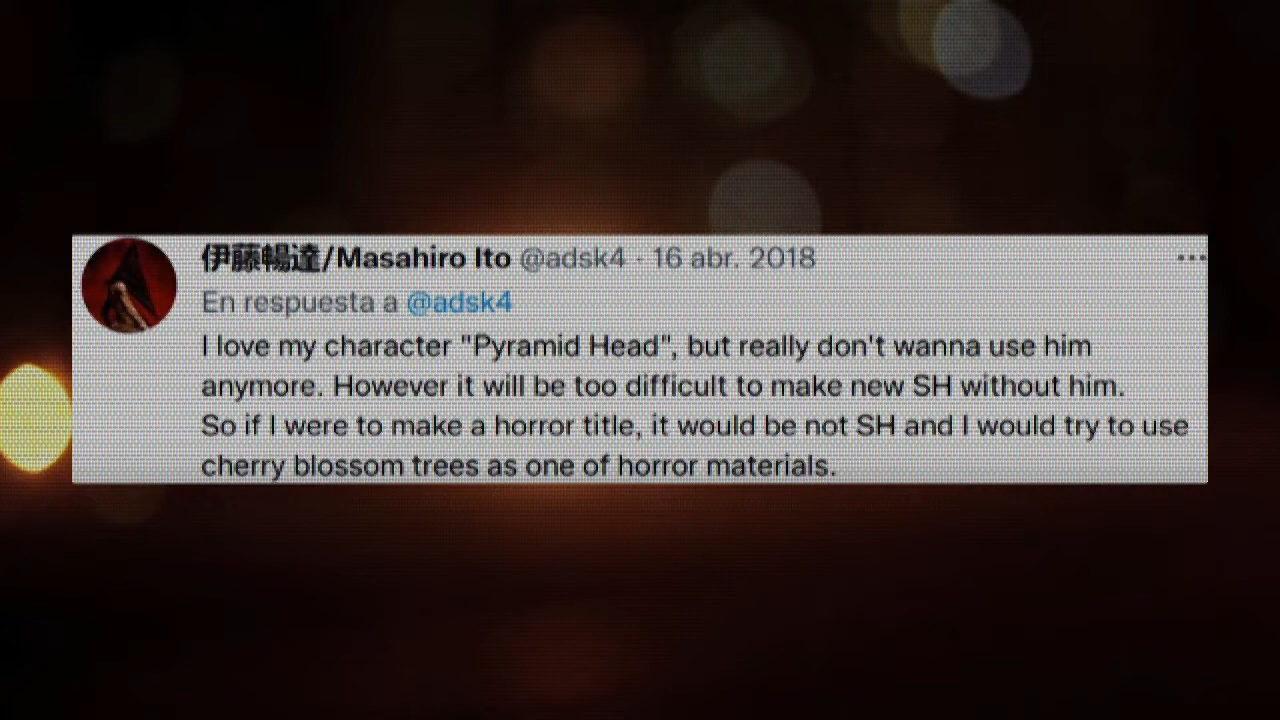 伊藤暢達/Masahiro Ito @adsk4 · 16 abr. 2018
En respuesta a @adsk4
I love my character "Pyramid Head", but really don't wanna use him
anymore. However it will be too difficult to make new SH without him.
So if I were to make a horror title, it would be not SH and I would try to use
cherry blossom trees as one of horror materials.